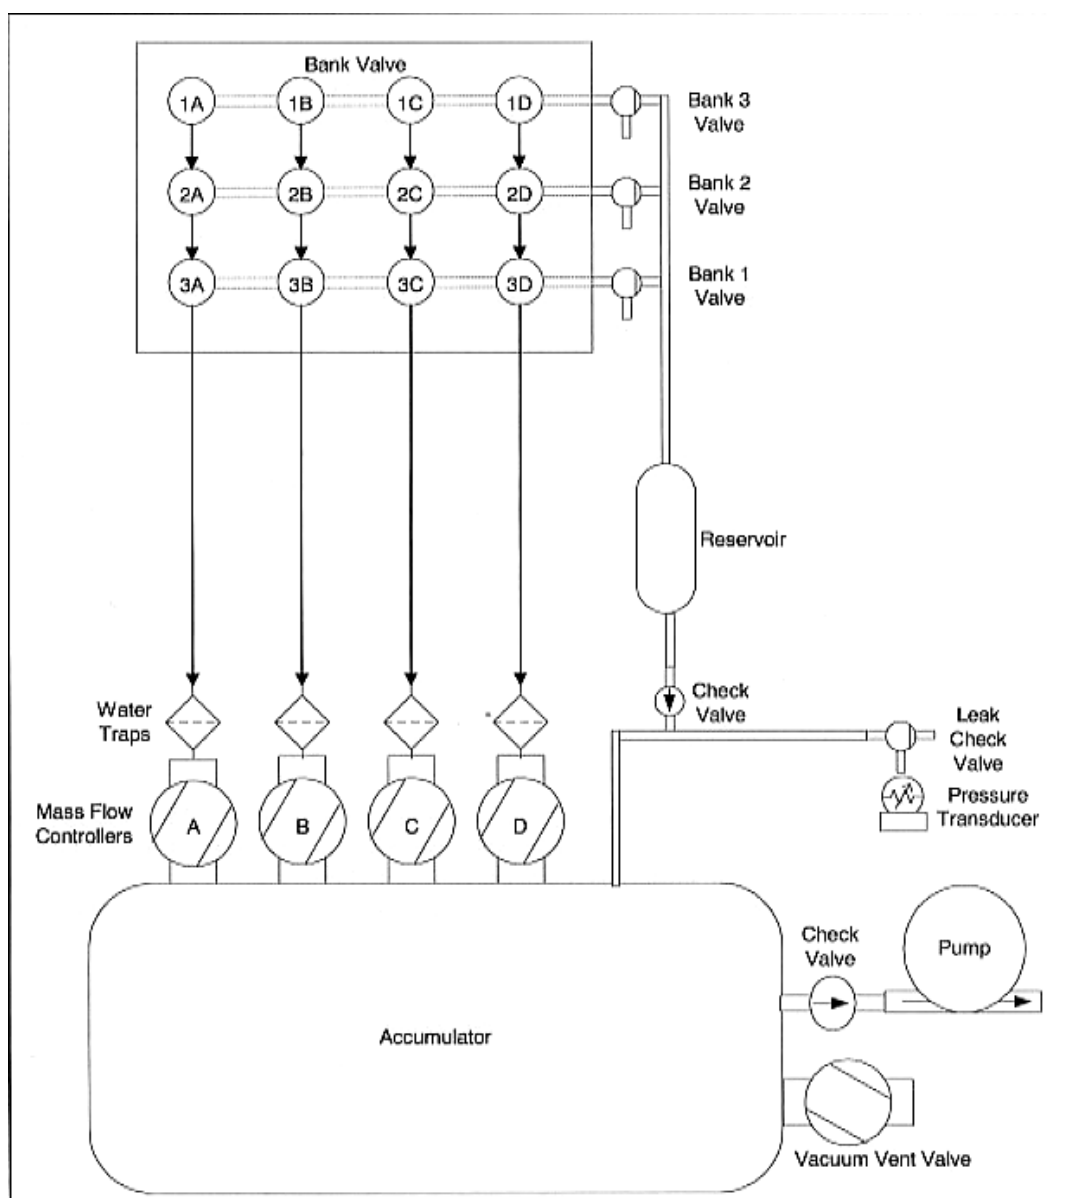 Bank Valve
1A
1B
1C
1D
Bank 3
Valve
2A
2B
2C
2D
Bank 2
Valve
3A
3B
3C
3D
Bank 1
Valve
Reservoir
Check
Valve
Water
Traps
Leak
Check
Valve
Mass Flow
Controllers
A
B
C
D
Pressure
Transducer
Check
Valve
Pump
Accumulator
Vacuum Vent Valve